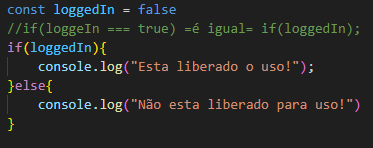 const loggedIn = false
//if(loggeIn === true) =é igual= if(loggedIn);
if(loggedIn){
    console.log("Esta liberado o uso!");
}else{
    console.log("Não esta liberado para uso!")
}